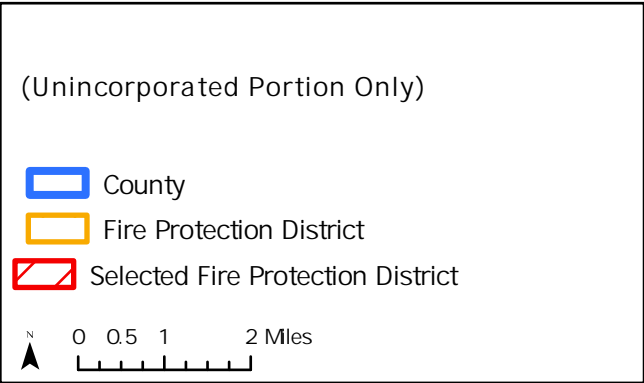 (Unincorporated Portion Only)
County
Fire Protection District
Selected Fire Protection District
N
0 0.5 1 2 Miles